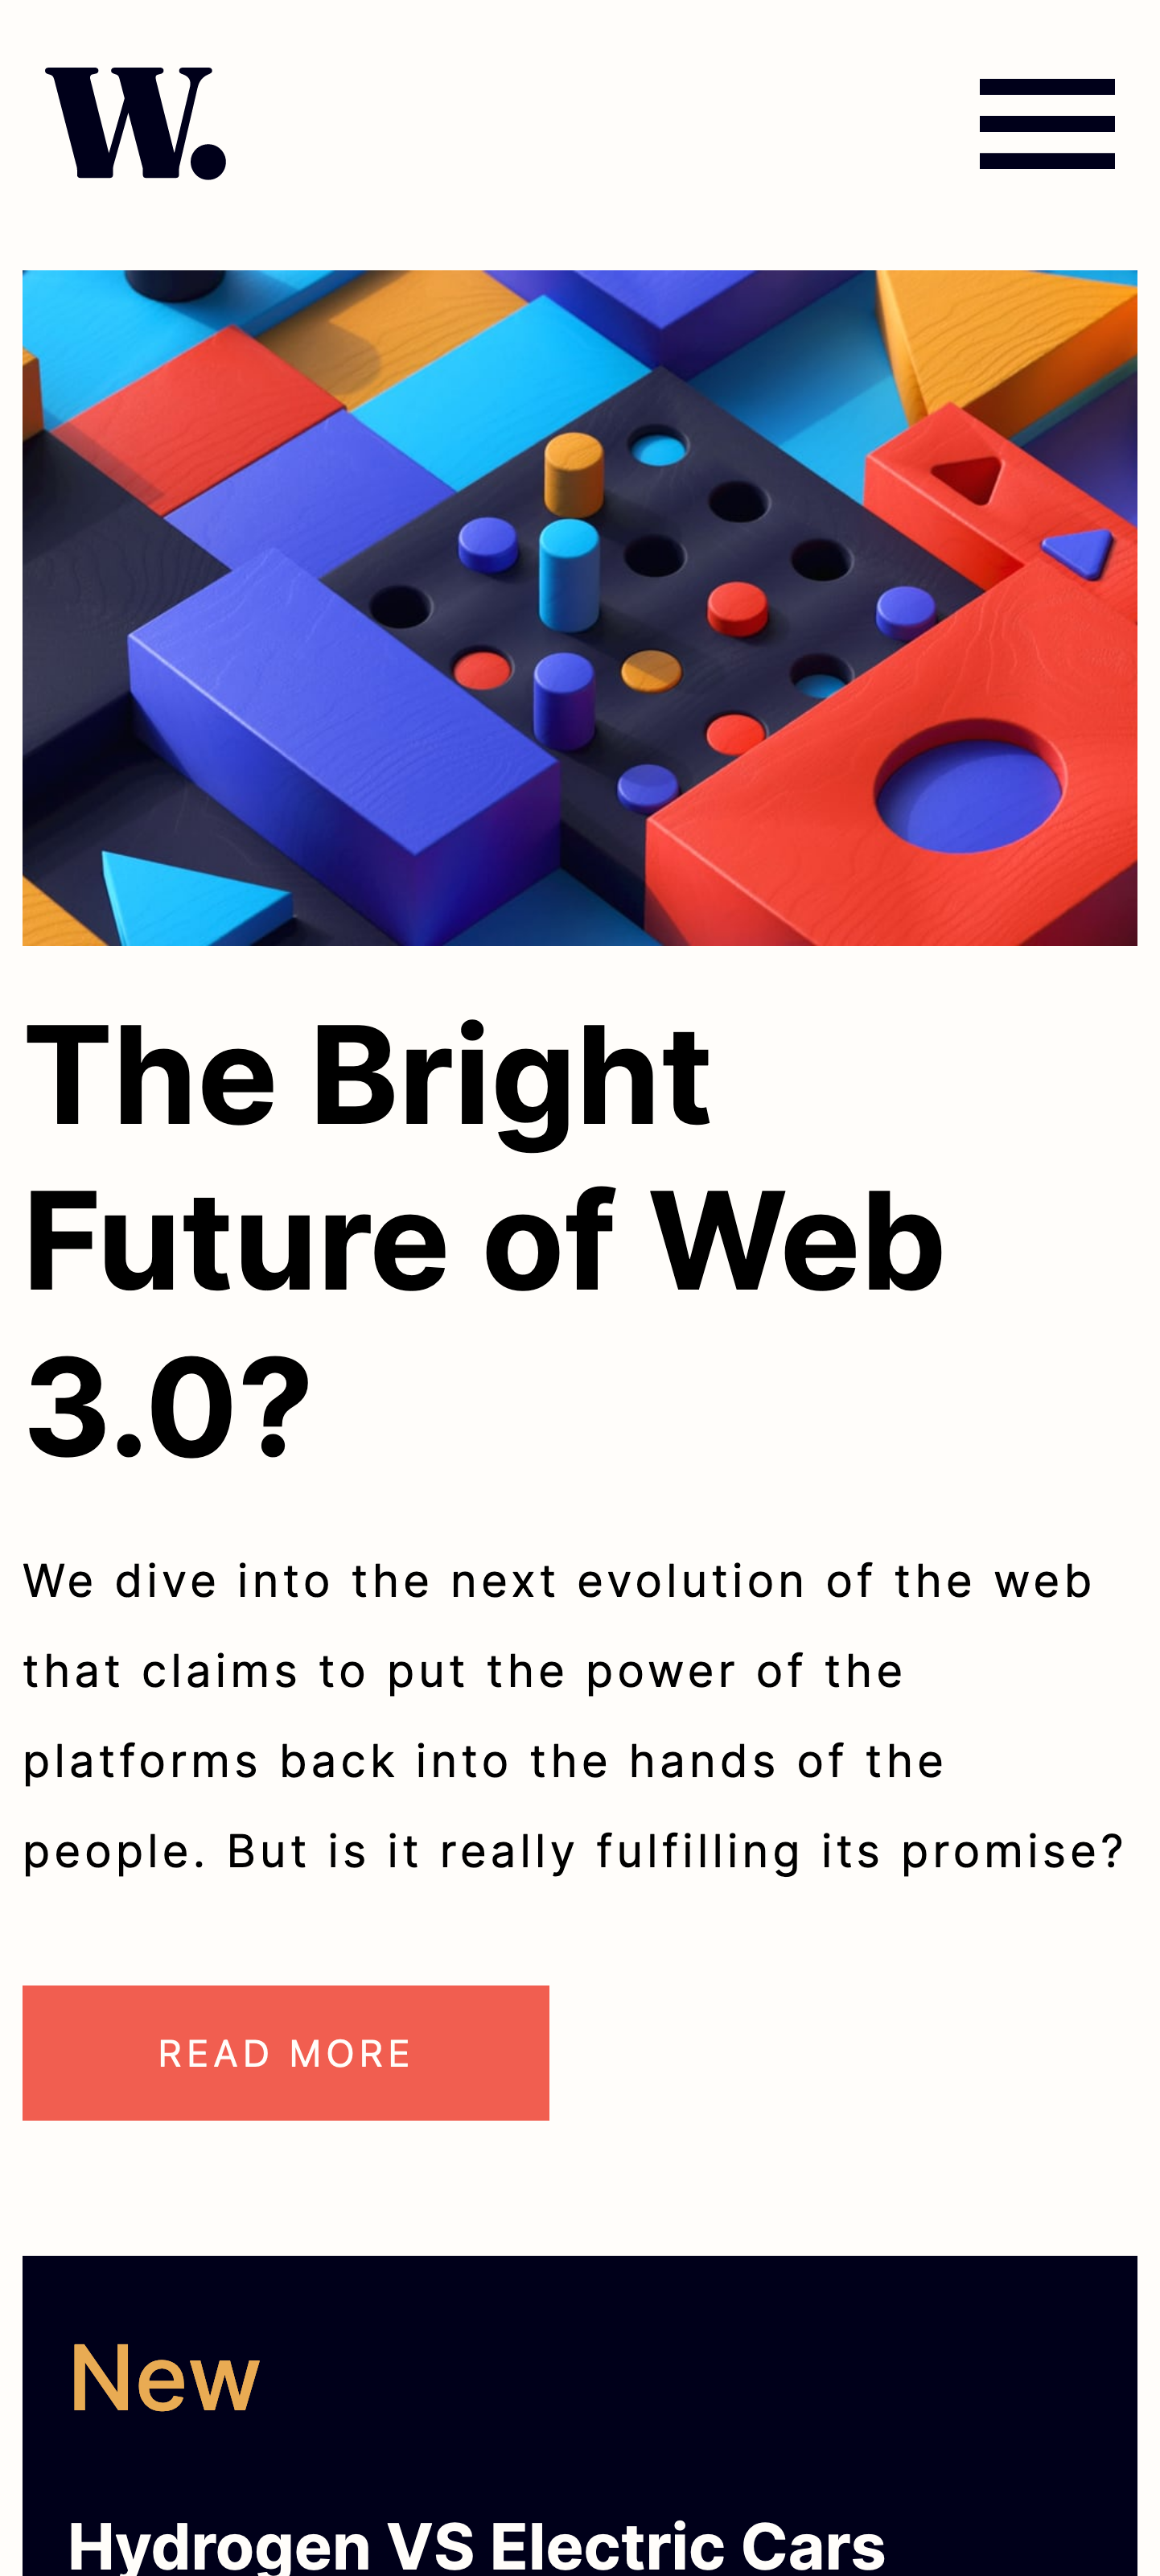 W.
The Bright
Future of Web
3.0?
We dive into the next evolution of the web
that claims to put the power of the
platforms back into the hands of the
people. But is it really fulfilling its promise?
READ MORE
New
Hydrogen VS Electric Cars